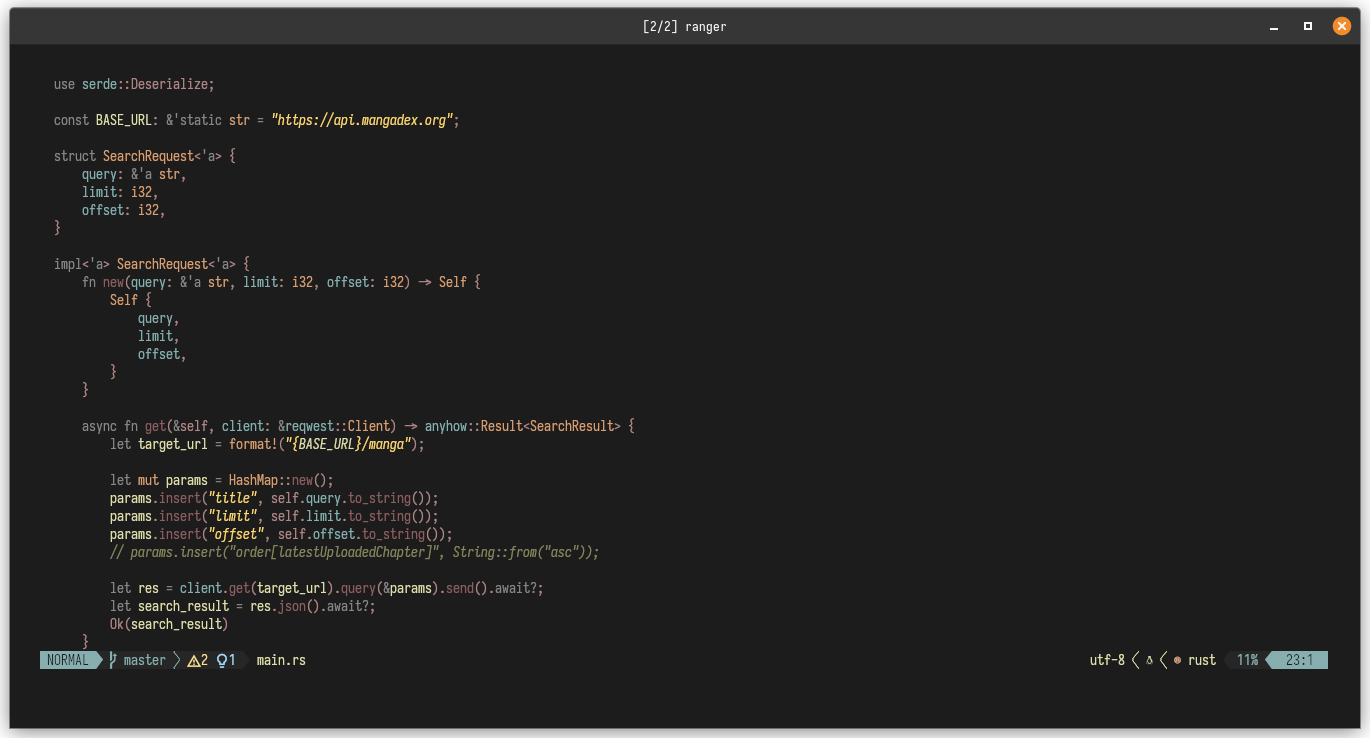 [2/2] ranger
use serde::Deserialize;
const BASE_URL: &'static str = "https://api.mangadex.org";
struct SearchRequest<'a> {
    query: &'a str,
    limit: i32,
    offset: i32,
}
impl<'a> SearchRequest<'a> {
    fn new(query: &'a str, limit: i32, offset: i32) -> Self {
        Self {
            query,
            limit,
            offset,
        }
    }
    async fn get(&self, client: &reqwest::Client) -> anyhow::Result<SearchResult> {
        let target_url = format!("{BASE_URL}/manga");
        let mut params = HashMap::new();
        params.insert("title", self.query.to_string());
        params.insert("limit", self.limit.to_string());
        params.insert("offset", self.offset.to_string());
        // params.insert("order[latestUploadedChapter]", String::from("asc"));
        let res = client.get(target_url).query(&params).send().await?;
        let search_result = res.json().await?;
        Ok(search_result)
    }
NORMAL master 2 1 main.rs utf-8 rust 11% 23:1